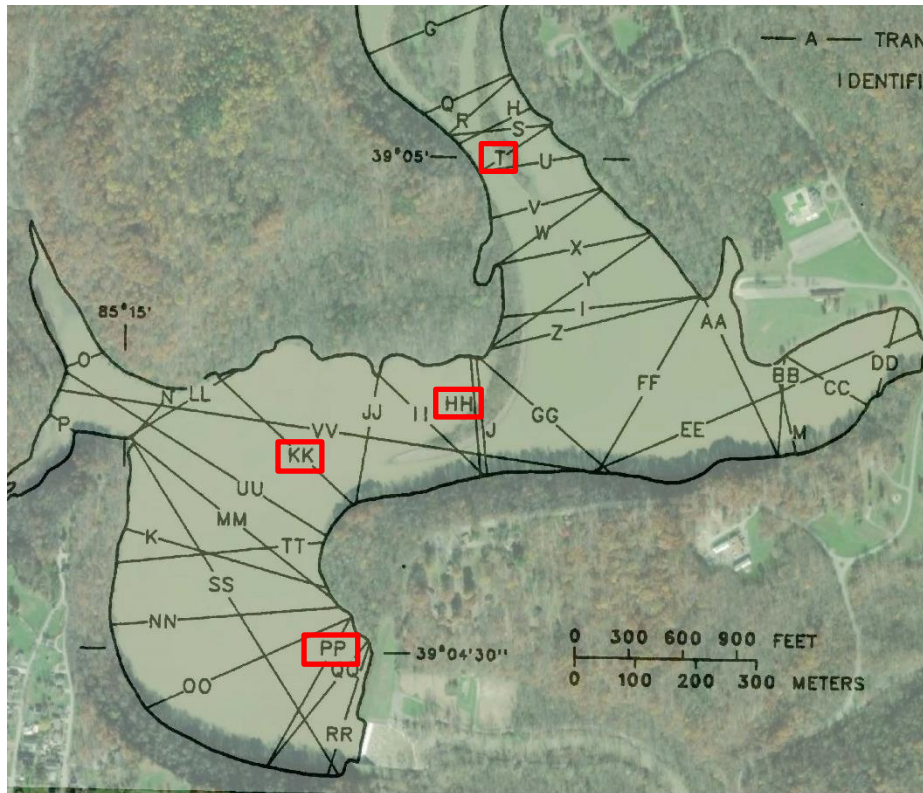 G
— A — TRAN
IDENTIFI
Q
R
H
S
39°05'
T
U
V
W
X
Y
I
Z
85°15'
AA
O
N
LL
JJ
II
HH
J
GG
FF
BB
CC
DD
EE
M
P
VV
KK
UU
MM
K
TT
SS
NN
PP
39°04'30"
QQ
OO
RR
0 300 600 900 FEET
0 100 200 300 METERS